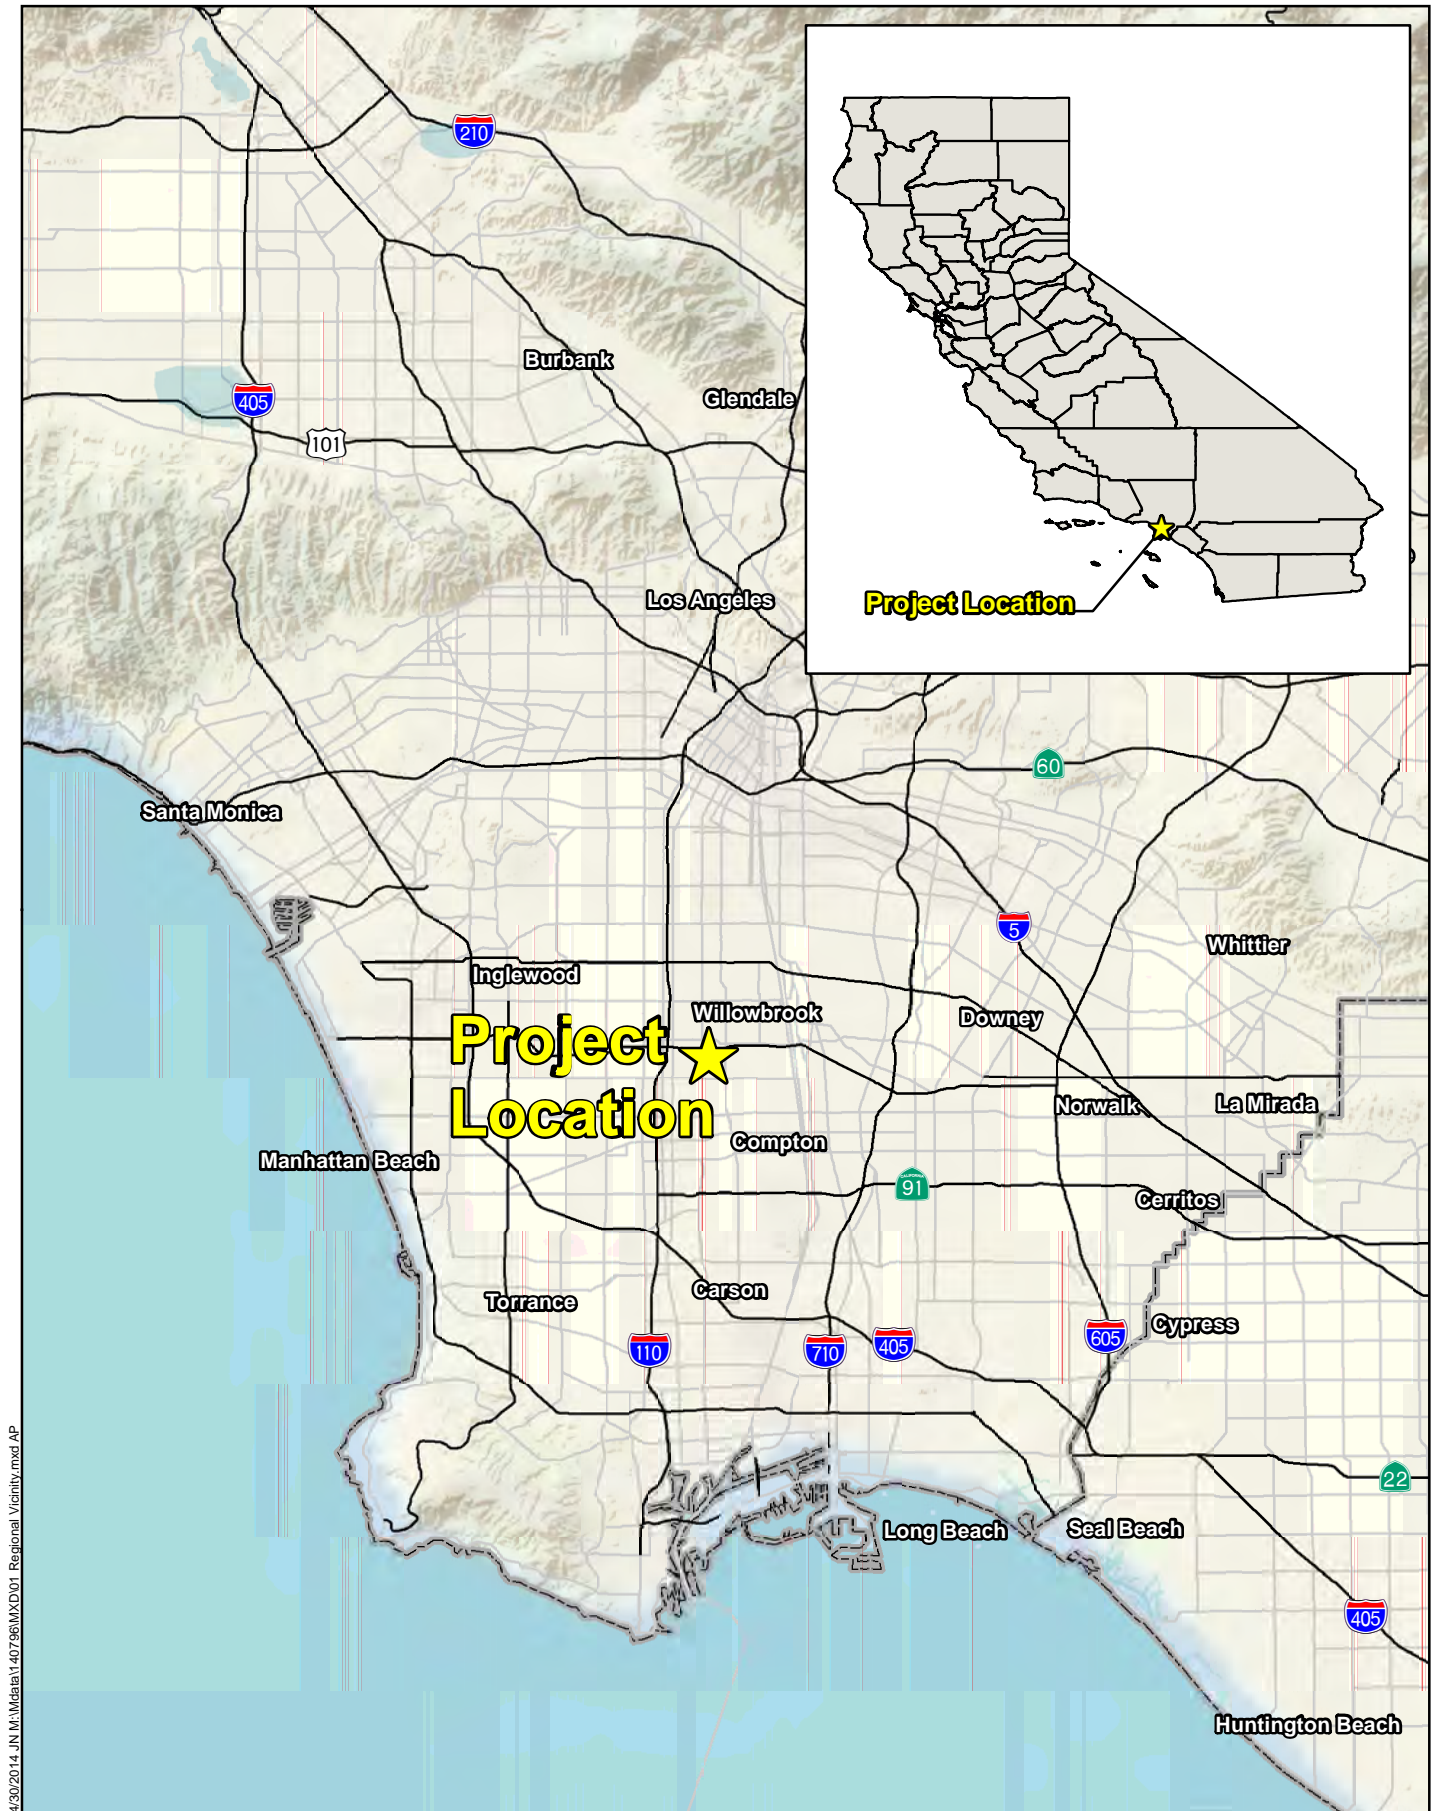 210
Burbank
Glendale
405
101
Los Angeles
Project Location
60
Santa Monica
5
Whittier
Inglewood
Willowbrook
Downey
Project
Location
Norwalk
La Mirada
Compton
Manhattan Beach
CALIFORNIA
91
Cerritos
Carson
Torrance
Cypress
110
710
405
605
22
Long Beach
Seal Beach
405
Huntington Beach
4/30/2014 JN M:\Mdata\140796\MXD\01 Regional Vicinity.mxd AP